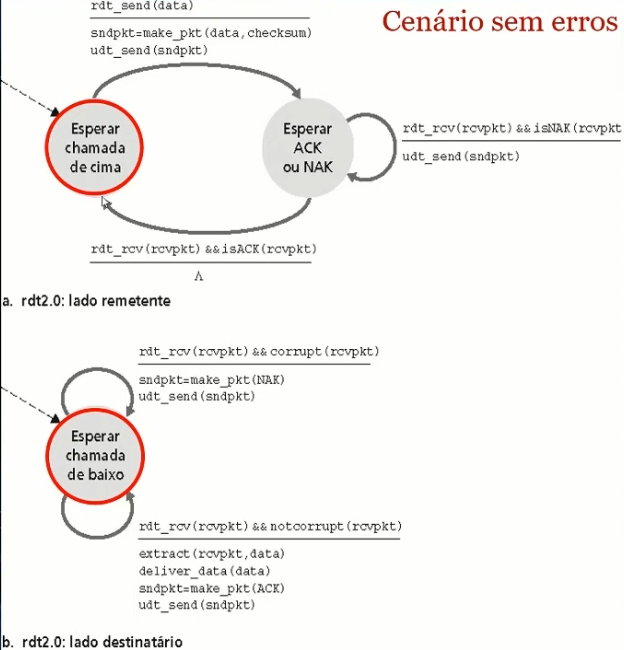 rdt_send(data)
Cenário sem erros
sndpkt=make_pkt(data,checksum)
udt_send(sndpkt)
Esperar
chamada
de cima
Esperar
ACK
ou NAK
rdt_rcv(rcvpkt) && isNAK(rcvpkt
udt_send(sndpkt)
rdt_rcv(rcvpkt) && isACK(rcvpkt)
Λ
a. rdt2.0: lado remetente
rdt_rcv(rcvpkt) && corrupt(rcvpkt)
sndpkt=make_pkt(NAK)
udt_send(sndpkt)
Esperar
chamada
de baixo
rdt_rcv(rcvpkt) && notcorrupt(rcvpkt)
extract(rcvpkt,data)
deliver_data(data)
sndpkt=make_pkt(ACK)
udt_send(sndpkt)
b. rdt2.0: lado destinatário